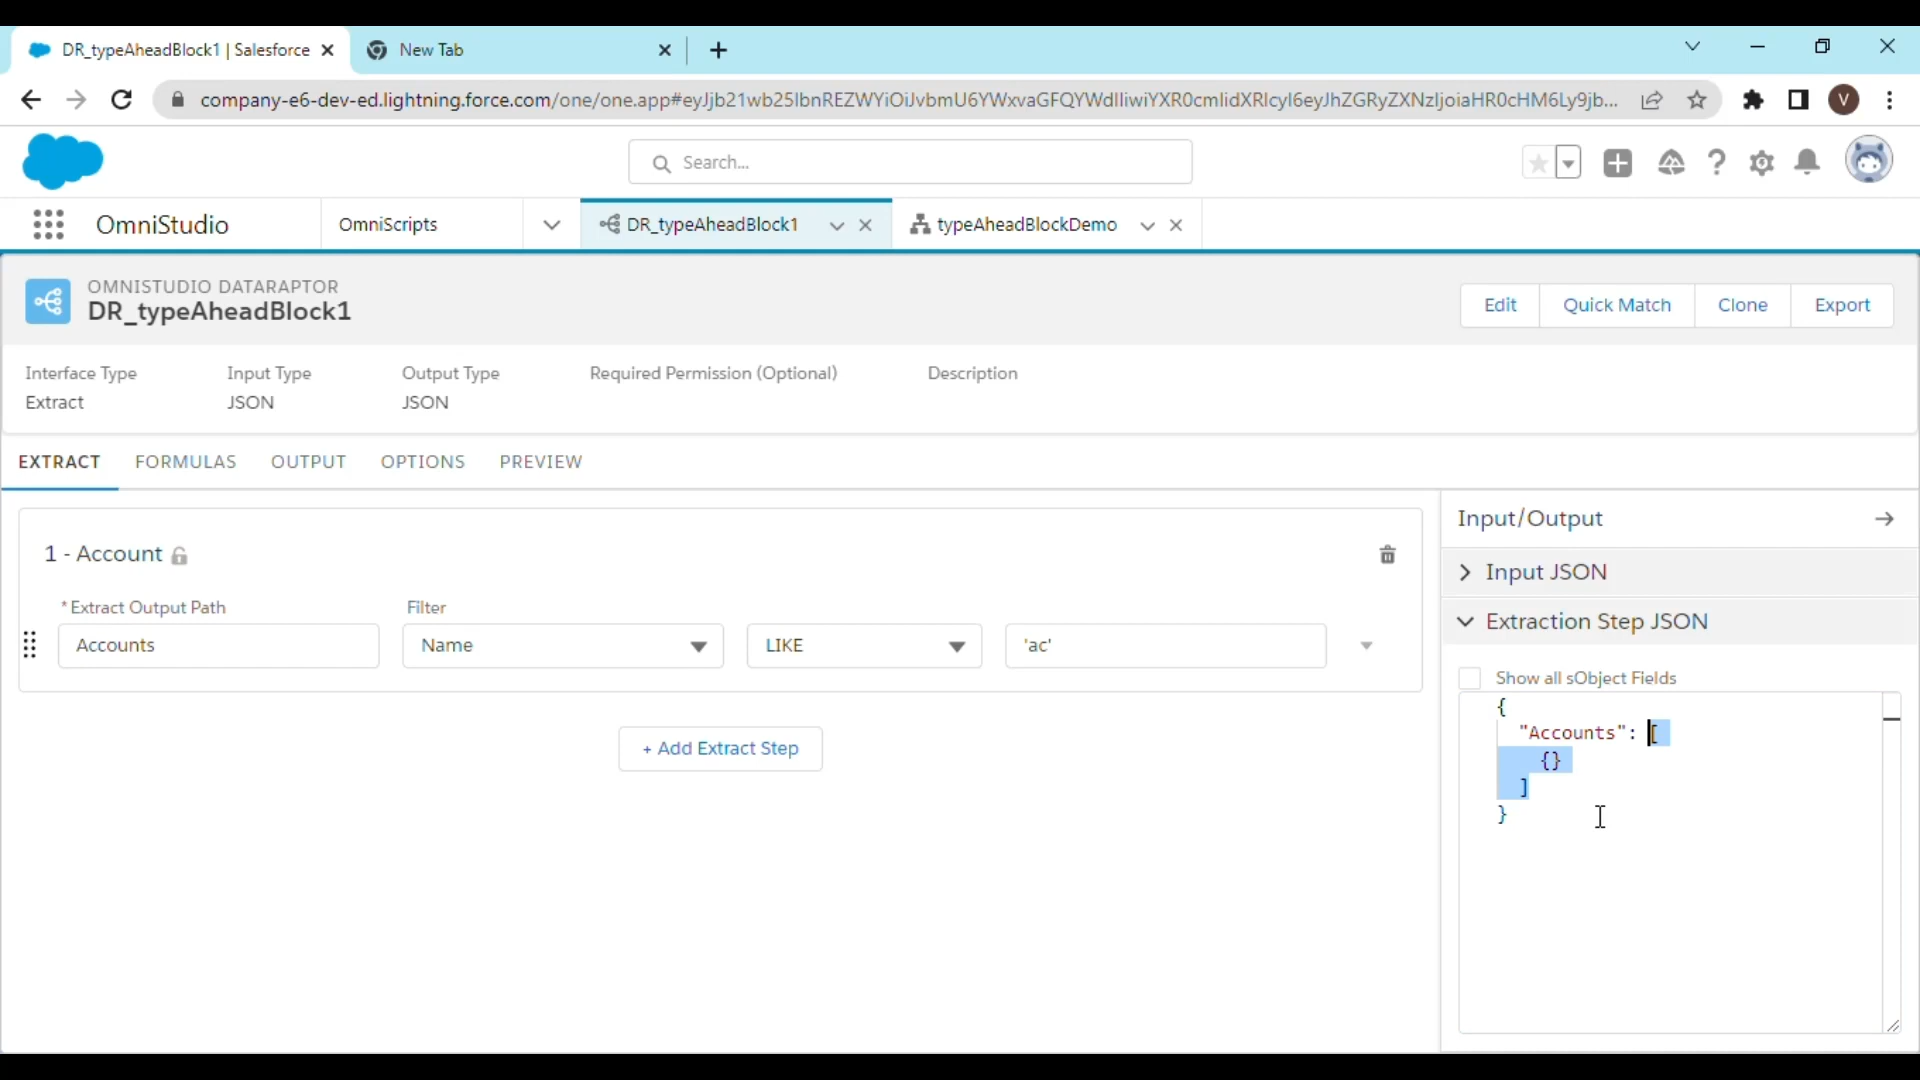 DR_typeAheadBlock1 | Salesforce
New Tab
company-e6-dev-ed.lightning.force.com/one/one.app#eyJjb21wb25lbnREZWYiOiJvbmU6YWxvaGFQYWdlIiwiYXR0cmlidXRlcyI6eyJhZGRyZXNzIjoiaHR0cHM6Ly9jb...
V
Search...
OmniStudio
OmniScripts
DR_typeAheadBlock1
typeAheadBlockDemo
OMNISTUDIO DATARAPTOR
DR_typeAheadBlock1
Edit
Quick Match
Clone
Export
Interface Type
Input Type
Output Type
Required Permission (Optional)
Description
Extract
JSON
JSON
EXTRACT
FORMULAS
OUTPUT
OPTIONS
PREVIEW
1 - Account
* Extract Output Path
Filter
Accounts
Name
LIKE
'ac'
+ Add Extract Step
Input/Output
Input JSON
Extraction Step JSON
Show all sObject Fields
{
"Accounts": [
{}
]
}